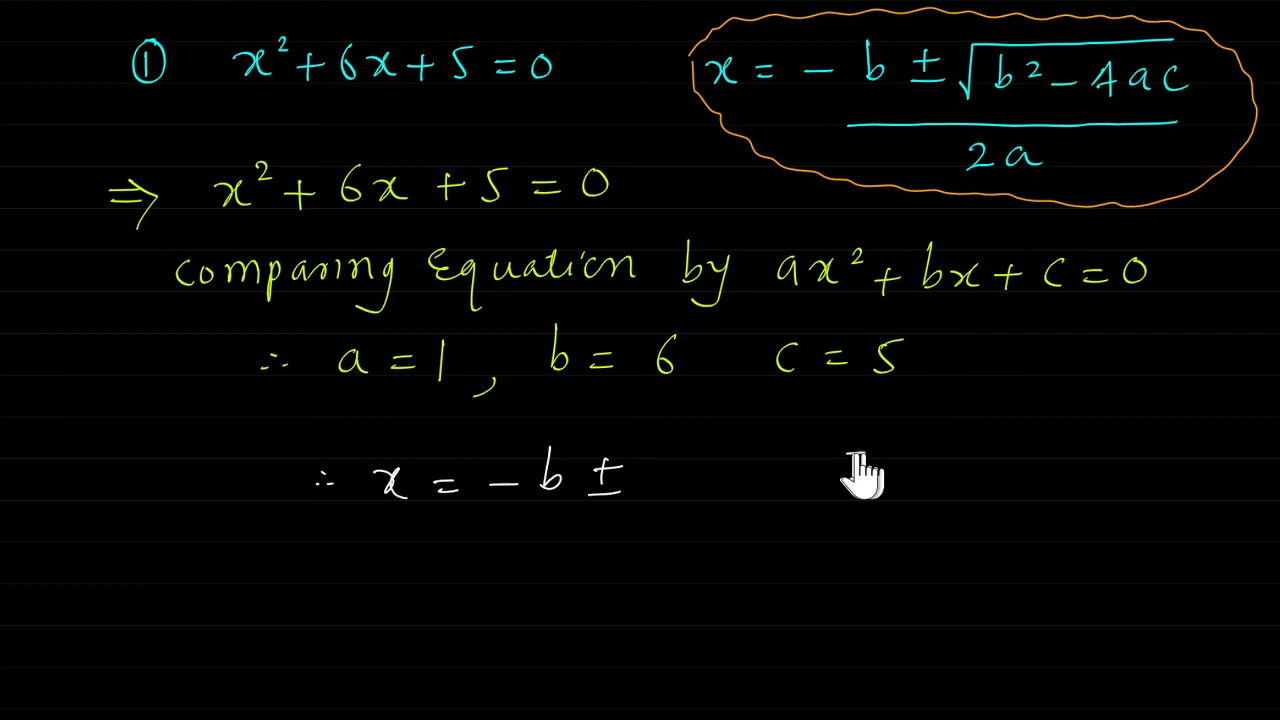 ① x² + 6x + 5 = 0
x = - b ± √b² - 4ac
2a
⇒ x² + 6x + 5 = 0
comparing Equation by ax² + bx + c = 0
∴ a = 1, b = 6 c = 5
∴ x = - b ±